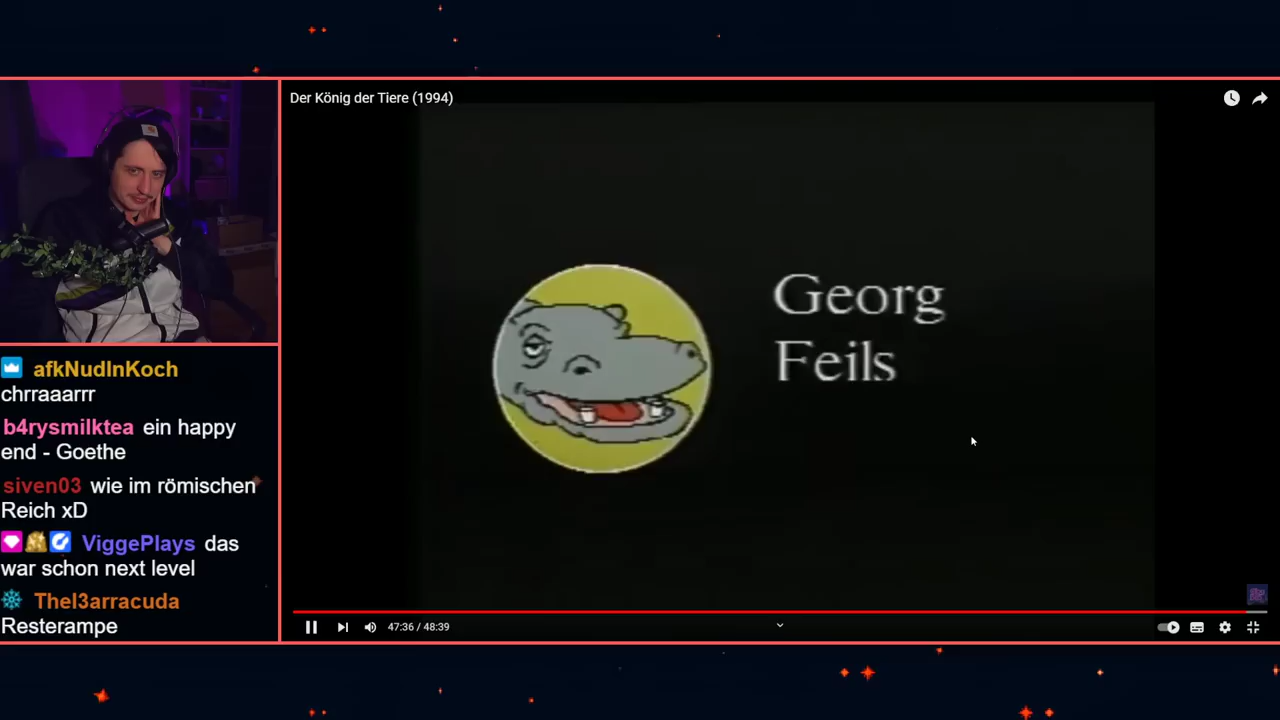 Der König der Tiere (1994)
Georg
Feils
afkNudlnKoch
chrraaarrr
b4rysmilktea ein happy
end - Goethe
siven03 wie im römischen
Reich xD
ViggePlays das
war schon next level
Thel3arracuda
Resterampe
47:36 / 48:39